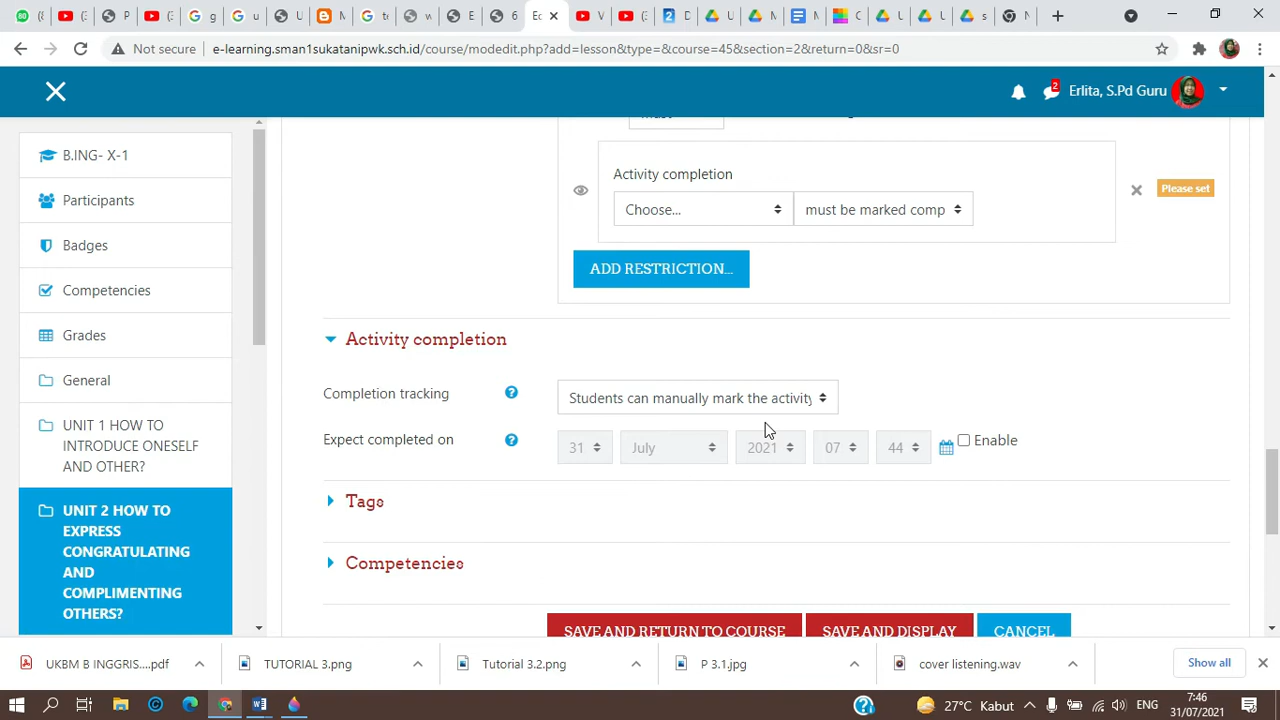 Not secure
e-learning.sman1sukatanipwk.sch.id/course/modedit.php?add=lesson&type=&course=45&section=2&return=0&sr=0
2
Erlita, S.Pd Guru
B.ING- X-1
Participants
Badges
Competencies
Grades
General
UNIT 1 HOW TO
INTRODUCE ONESELF
AND OTHER?
UNIT 2 HOW TO
EXPRESS
CONGRATULATING
AND
COMPLIMENTING
OTHERS?
Activity completion
Choose...
must be marked comp
Please set
ADD RESTRICTION...
Activity completion
Completion tracking
Students can manually mark the activity
Expect completed on
31
July
2021
07
44
Enable
Tags
Competencies
SAVE AND RETURN TO COURSE
SAVE AND DISPLAY
CANCEL
UKBM B INGGRIS....pdf
TUTORIAL 3.png
Tutorial 3.2.png
P 3.1.jpg
cover listening.wav
Show all
27°C Kabut
ENG
7:46
31/07/2021